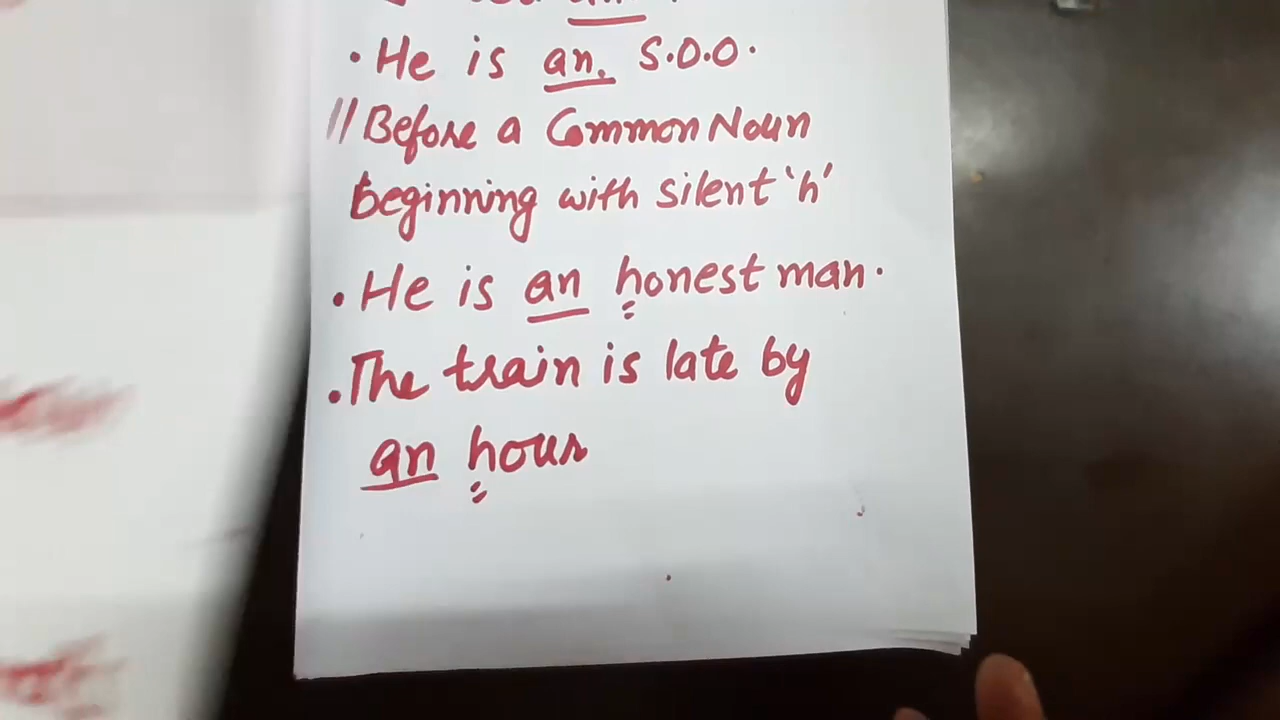 • He is an. S.D.O.
// Before a Common Noun
beginning with silent 'h'
• He is an honest man.
• The train is late by
an hour